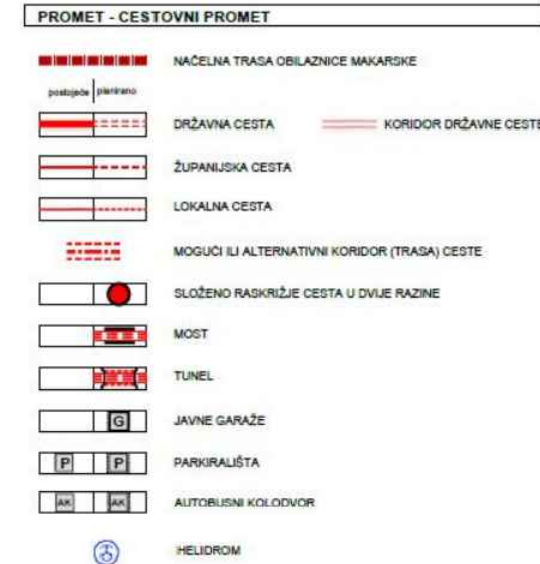 PROMET - CESTOVNI PROMET
NAČELNA TRASA OBILAZNICE MAKARSKE
postojeće planirano
DRŽAVNA CESTA KORIDOR DRŽAVNE CESTE
ŽUPANIJSKA CESTA
LOKALNA CESTA
MOGUĆI ILI ALTERNATIVNI KORIDOR (TRASA) CESTE
SLOŽENO RASKRIŽJE CESTA U DVIJE RAZINE
MOST
TUNEL
G JAVNE GARAŽE
P P PARKIRALIŠTA
AK AK AUTOBUSNI KOLODVOR
HELIDROM